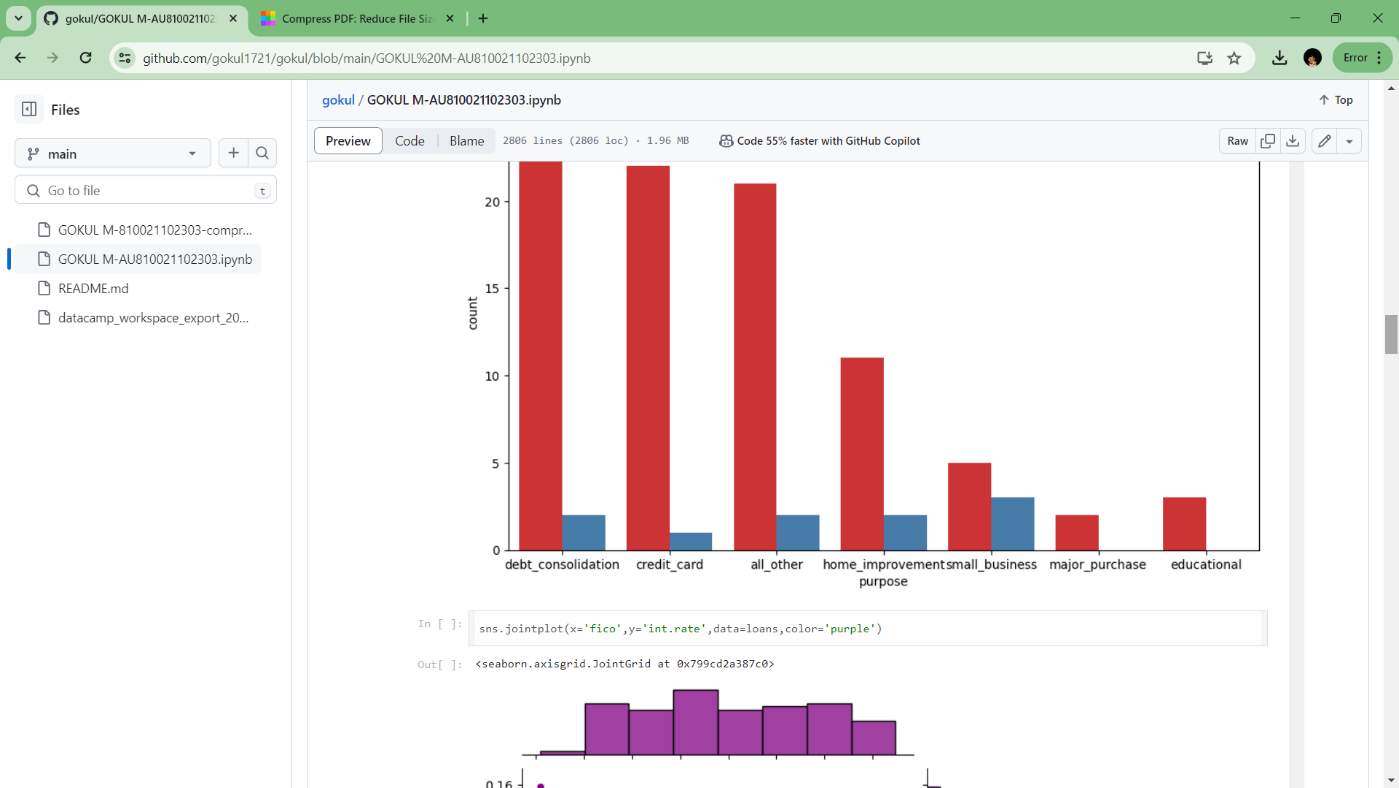 gokul/GOKUL M-AU810021102
Compress PDF: Reduce File Siz
github.com/gokul1721/gokul/blob/main/GOKUL%20M-AU810021102303.ipynb
Error
Files
gokul / GOKUL M-AU810021102303.ipynb
Top
main
Preview
Code
Blame
2806 lines (2806 loc) · 1.96 MB
Code 55% faster with GitHub Copilot
Raw
Go to file
t
GOKUL M-810021102303-compr...
GOKUL M-AU810021102303.ipynb
README.md
datacamp_workspace_export_20...
20
15
10
5
0
count
debt_consolidation
credit_card
all_other
home_improvement
small_business
major_purchase
educational
purpose
In [ ]:
sns.jointplot(x='fico',y='int.rate',data=loans,color='purple')
Out[ ]:
<seaborn.axisgrid.JointGrid at 0x799cd2a387c0>
0.16